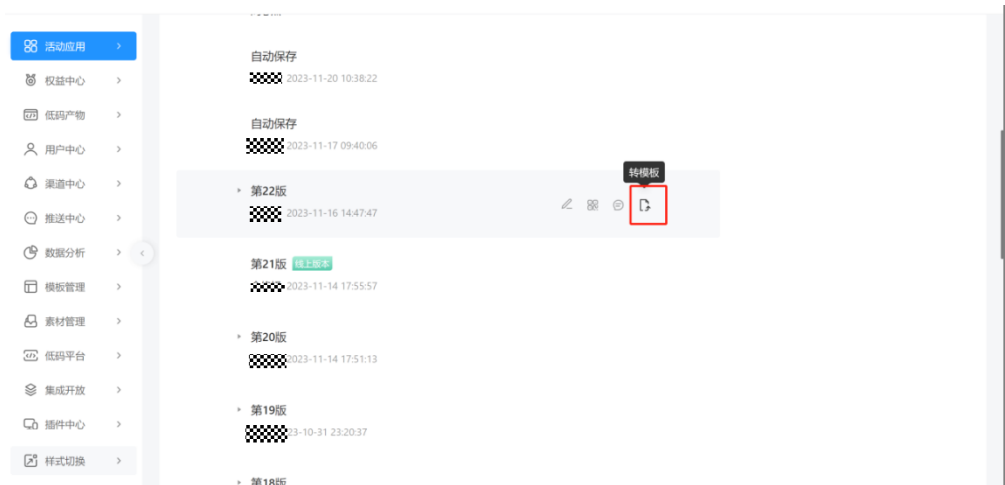 活动应用
权益中心
低码产物
用户中心
渠道中心
推送中心
数据分析
模板管理
素材管理
低码平台
集成开放
插件中心
样式切换
自动保存
2023-11-20 10:38:22
自动保存
2023-11-17 09:40:06
转模板
第22版
2023-11-16 14:47:47
第21版 线上版本
2023-11-14 17:55:57
第20版
2023-11-14 17:51:13
第19版
23-10-31 23:20:37
第18版